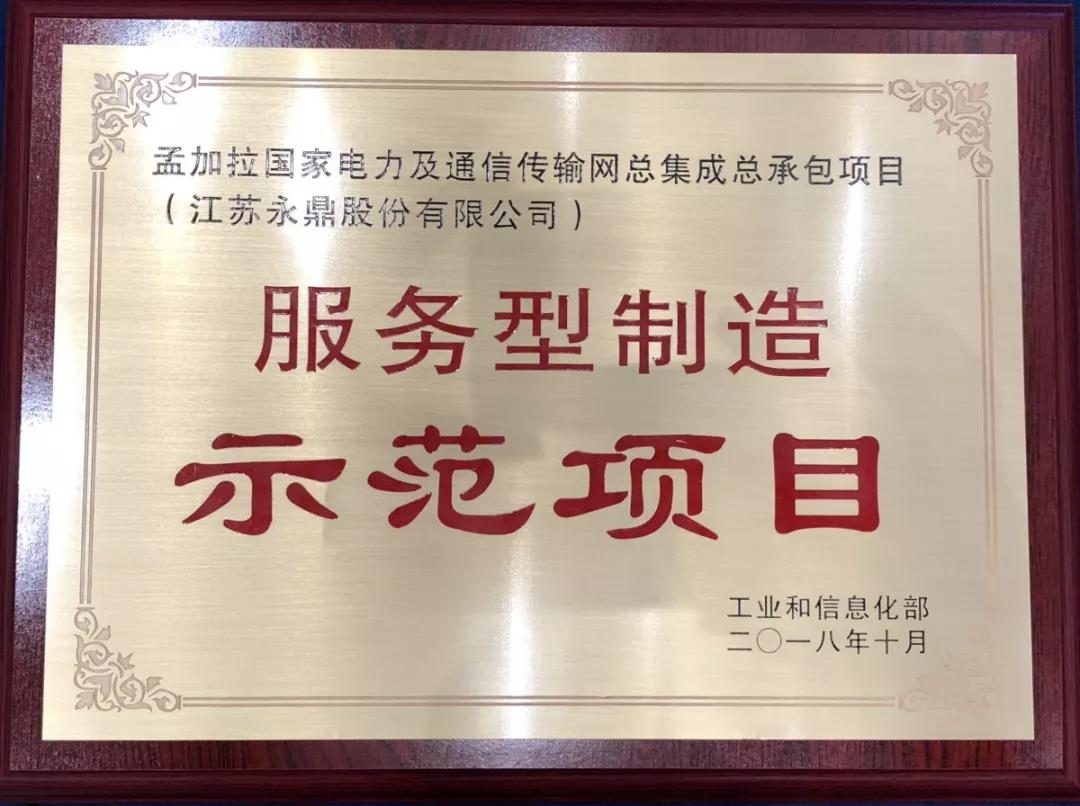 孟加拉国家电力及通信传输网总集成总承包项目
（江苏永鼎股份有限公司）
服务型制造
示范项目
工业和信息化部
二〇一八年十月